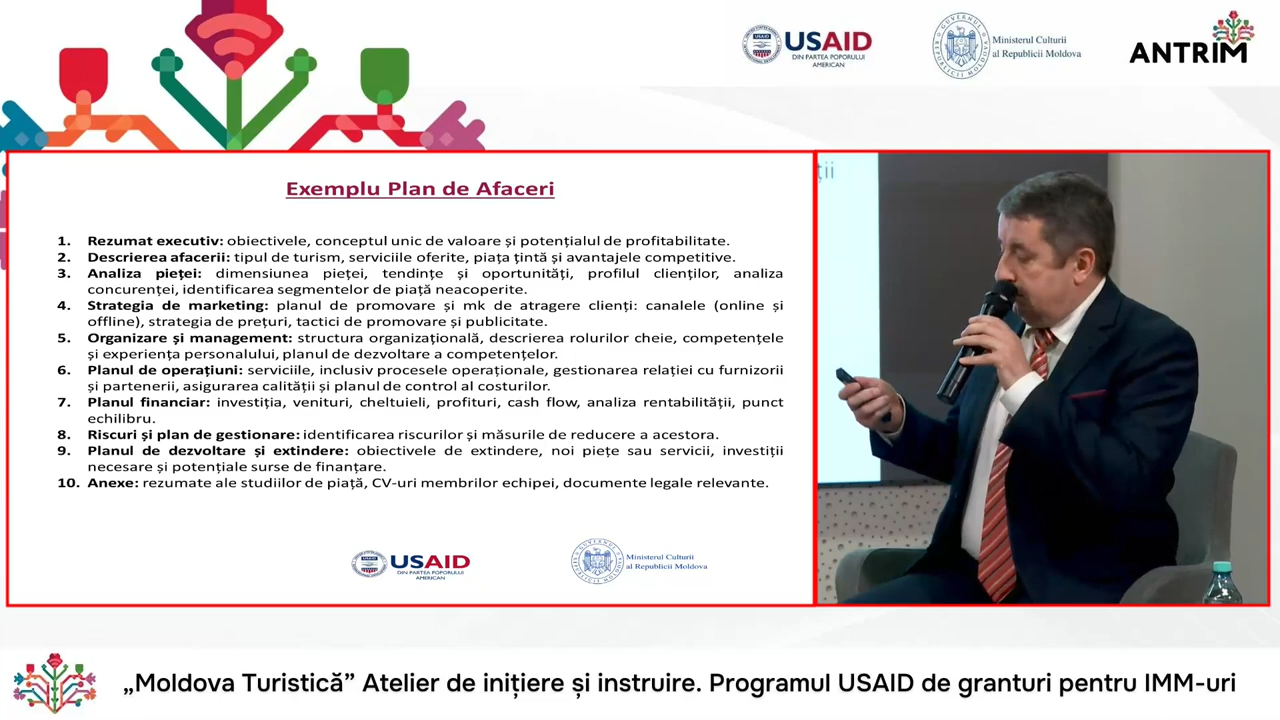 USAID
DIN PARTEA POPORULUI
AMERICAN
Ministerul Culturii
al Republicii Moldova
ANTRIM
Exemplu Plan de Afaceri
1. Rezumat executiv: obiectivele, conceptul unic de valoare și potențialul de profitabilitate.
2. Descrierea afacerii: tipul de turism, serviciile oferite, piața țintă și avantajele competitive.
3. Analiza pieței: dimensiunea pieței, tendințe și oportunități, profilul clienților, analiza
concurenței, identificarea segmentelor de piață neacoperite.
4. Strategia de marketing: planul de promovare și mk de atragere clienți: canalele (online și
offline), strategia de prețuri, tactici de promovare și publicitate.
5. Organizare și management: structura organizațională, descrierea rolurilor cheie, competențele
și experiența personalului, planul de dezvoltare a competențelor.
6. Planul de operațiuni: serviciile, inclusiv procesele operaționale, gestionarea relației cu furnizorii
și partenerii, asigurarea calității și planul de control al costurilor.
7. Planul financiar: investiția, venituri, cheltuieli, profituri, cash flow, analiza rentabilității, punct
echilibru.
8. Riscuri și plan de gestionare: identificarea riscurilor și măsurile de reducere a acestora.
9. Planul de dezvoltare și extindere: obiectivele de extindere, noi piețe sau servicii, investiții
necesare și potențiale surse de finanțare.
10. Anexe: rezumate ale studiilor de piață, CV-uri membrilor echipei, documente legale relevante.
USAID
DIN PARTEA POPORULUI
AMERICAN
Ministerul Culturii
al Republicii Moldova
ții
„Moldova Turistică” Atelier de inițiere și instruire. Programul USAID de granturi pentru IMM-uri